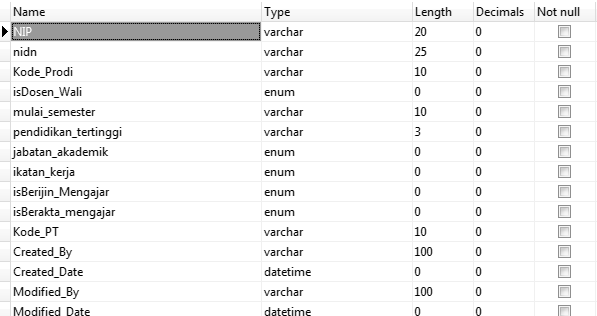 Name Type Length Decimals Not null
NIP varchar 20 0
nidn varchar 25 0
Kode_Prodi varchar 10 0
isDosen_Wali enum 0 0
mulai_semester varchar 10 0
pendidikan_tertinggi varchar 3 0
jabatan_akademik enum 0 0
ikatan_kerja enum 0 0
isBerijin_Mengajar enum 0 0
isBerakta_mengajar enum 0 0
Kode_PT varchar 10 0
Created_By varchar 100 0
Created_Date datetime 0 0
Modified_By varchar 100 0
Modified_Date datetime 0 0